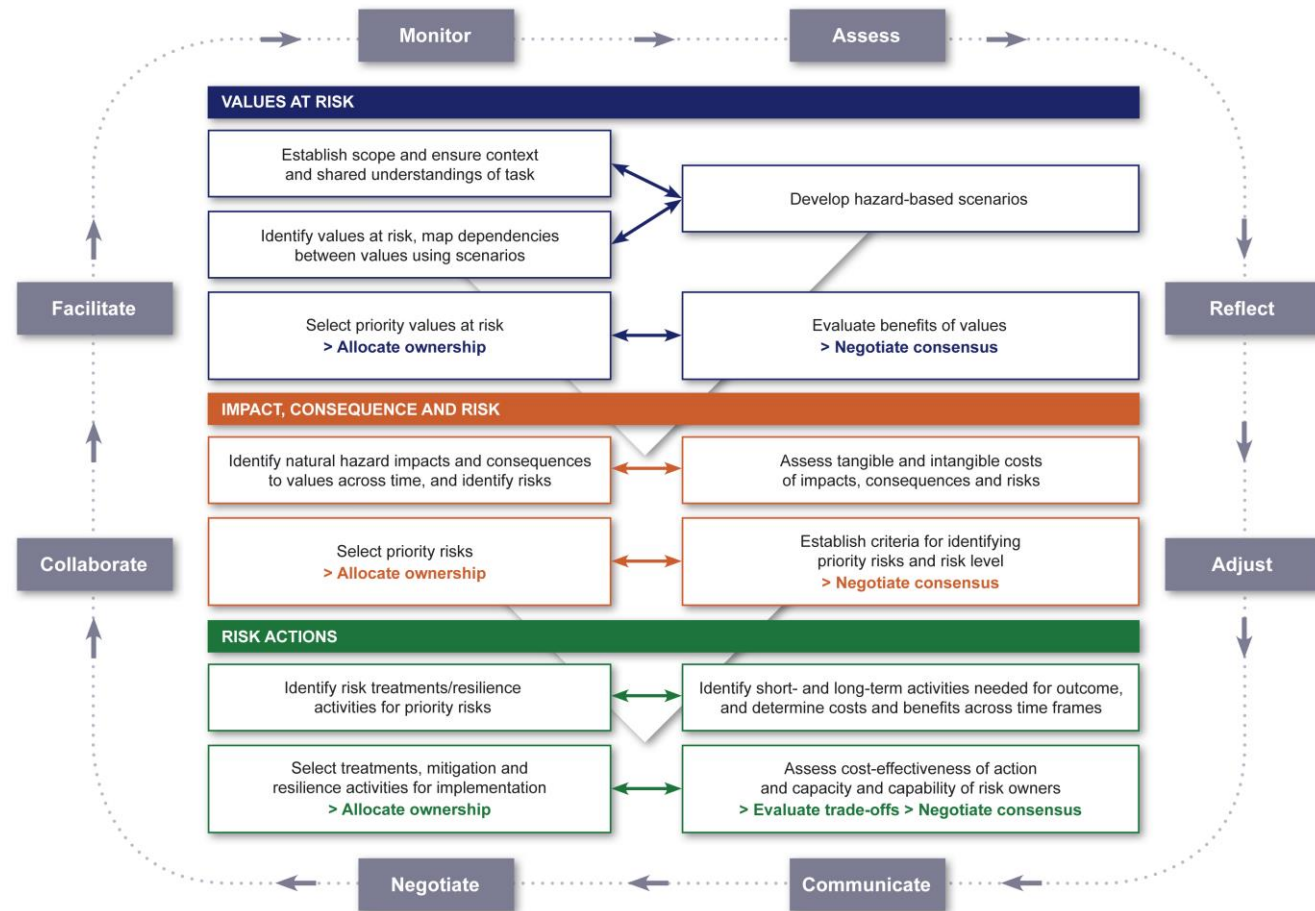 Monitor
Assess
VALUES AT RISK
Establish scope and ensure context
and shared understandings of task
Develop hazard-based scenarios
Identify values at risk, map dependencies
between values using scenarios
Facilitate
Reflect
Select priority values at risk
> Allocate ownership
Evaluate benefits of values
> Negotiate consensus
IMPACT, CONSEQUENCE AND RISK
Identify natural hazard impacts and consequences
to values across time, and identify risks
Assess tangible and intangible costs
of impacts, consequences and risks
Collaborate
Adjust
Select priority risks
> Allocate ownership
Establish criteria for identifying
priority risks and risk level
> Negotiate consensus
RISK ACTIONS
Identify risk treatments/resilience
activities for priority risks
Identify short- and long-term activities needed for outcome,
and determine costs and benefits across time frames
Select treatments, mitigation and
resilience activities for implementation
> Allocate ownership
Assess cost-effectiveness of action
and capacity and capability of risk owners
> Evaluate trade-offs > Negotiate consensus
Negotiate
Communicate